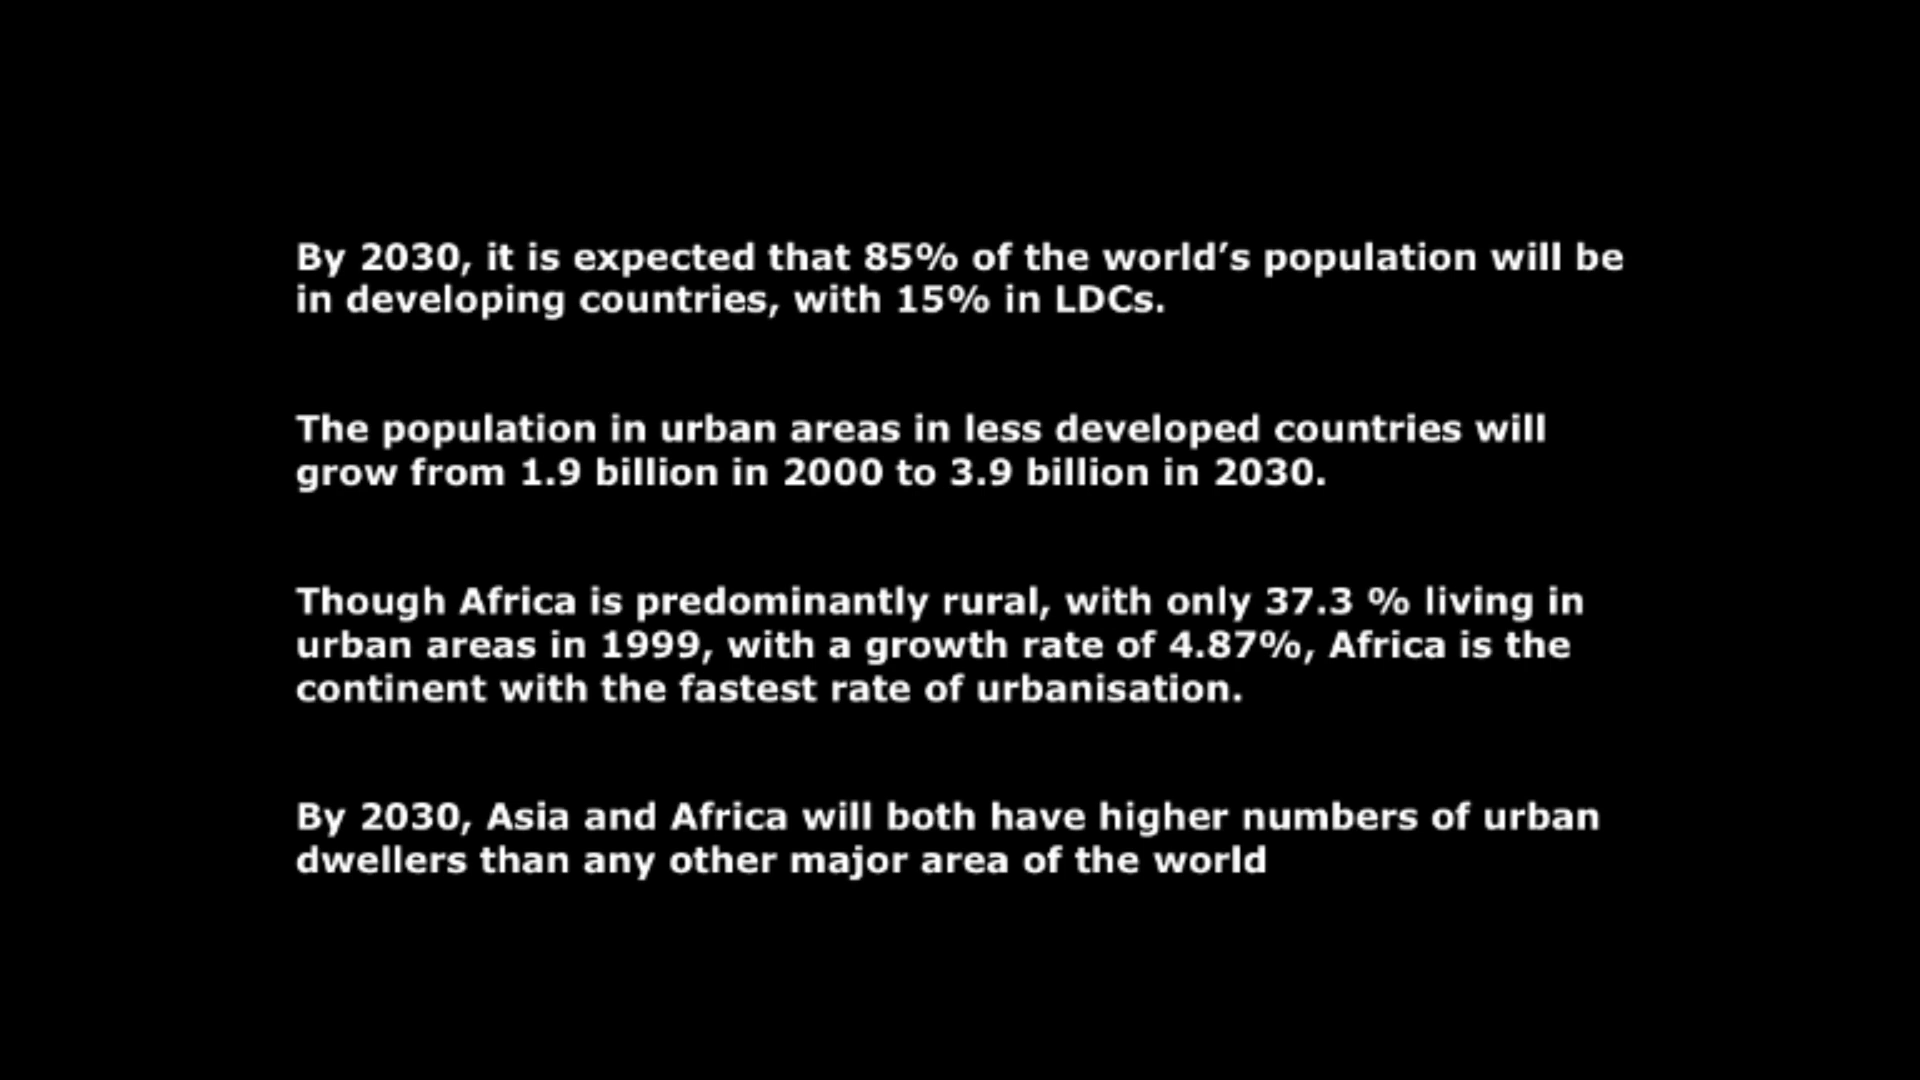 By 2030, it is expected that 85% of the world’s population will be
in developing countries, with 15% in LDCs.
The population in urban areas in less developed countries will
grow from 1.9 billion in 2000 to 3.9 billion in 2030.
Though Africa is predominantly rural, with only 37.3 % living in
urban areas in 1999, with a growth rate of 4.87%, Africa is the
continent with the fastest rate of urbanisation.
By 2030, Asia and Africa will both have higher numbers of urban
dwellers than any other major area of the world